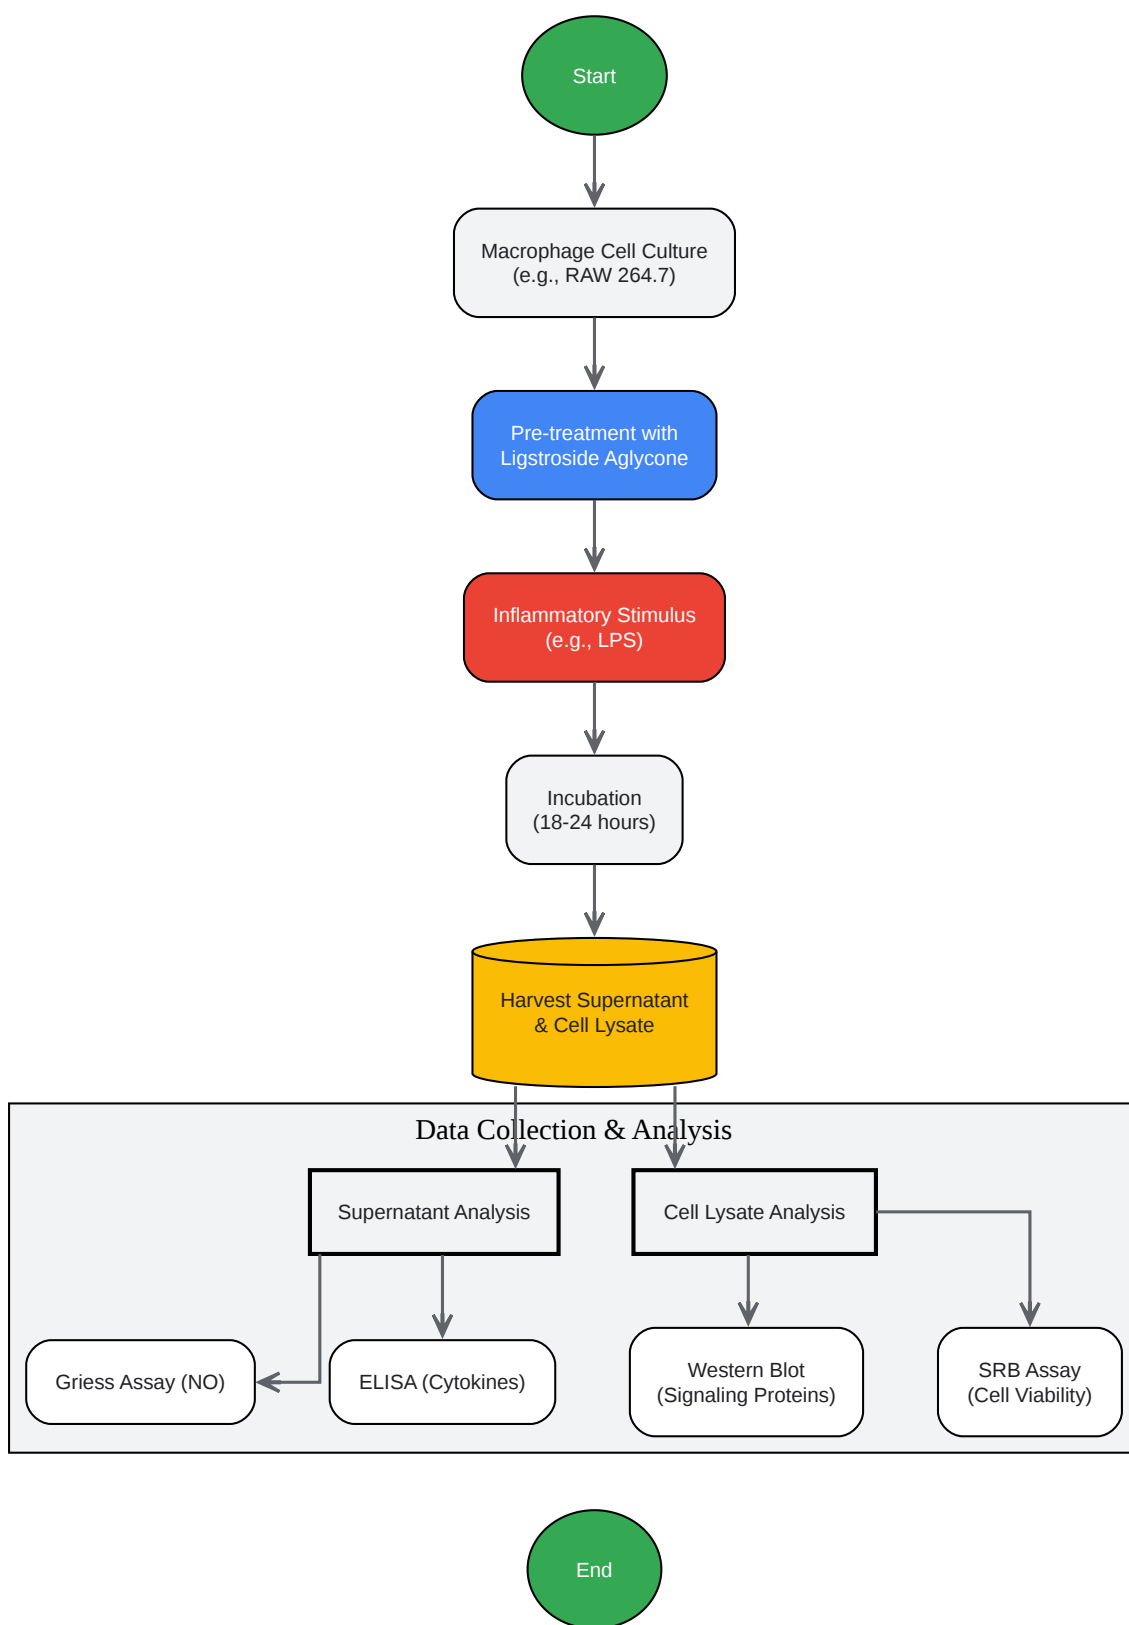 Start
Macrophage Cell Culture
(e.g., RAW 264.7)
Pre-treatment with
Ligstroside Aglycone
Inflammatory Stimulus
(e.g., LPS)
Incubation
(18-24 hours)
Harvest Supernatant
& Cell Lysate
Data Collection & Analysis
Supernatant Analysis
Cell Lysate Analysis
Griess Assay (NO)
ELISA (Cytokines)
Western Blot
(Signaling Proteins)
SRB Assay
(Cell Viability)
End